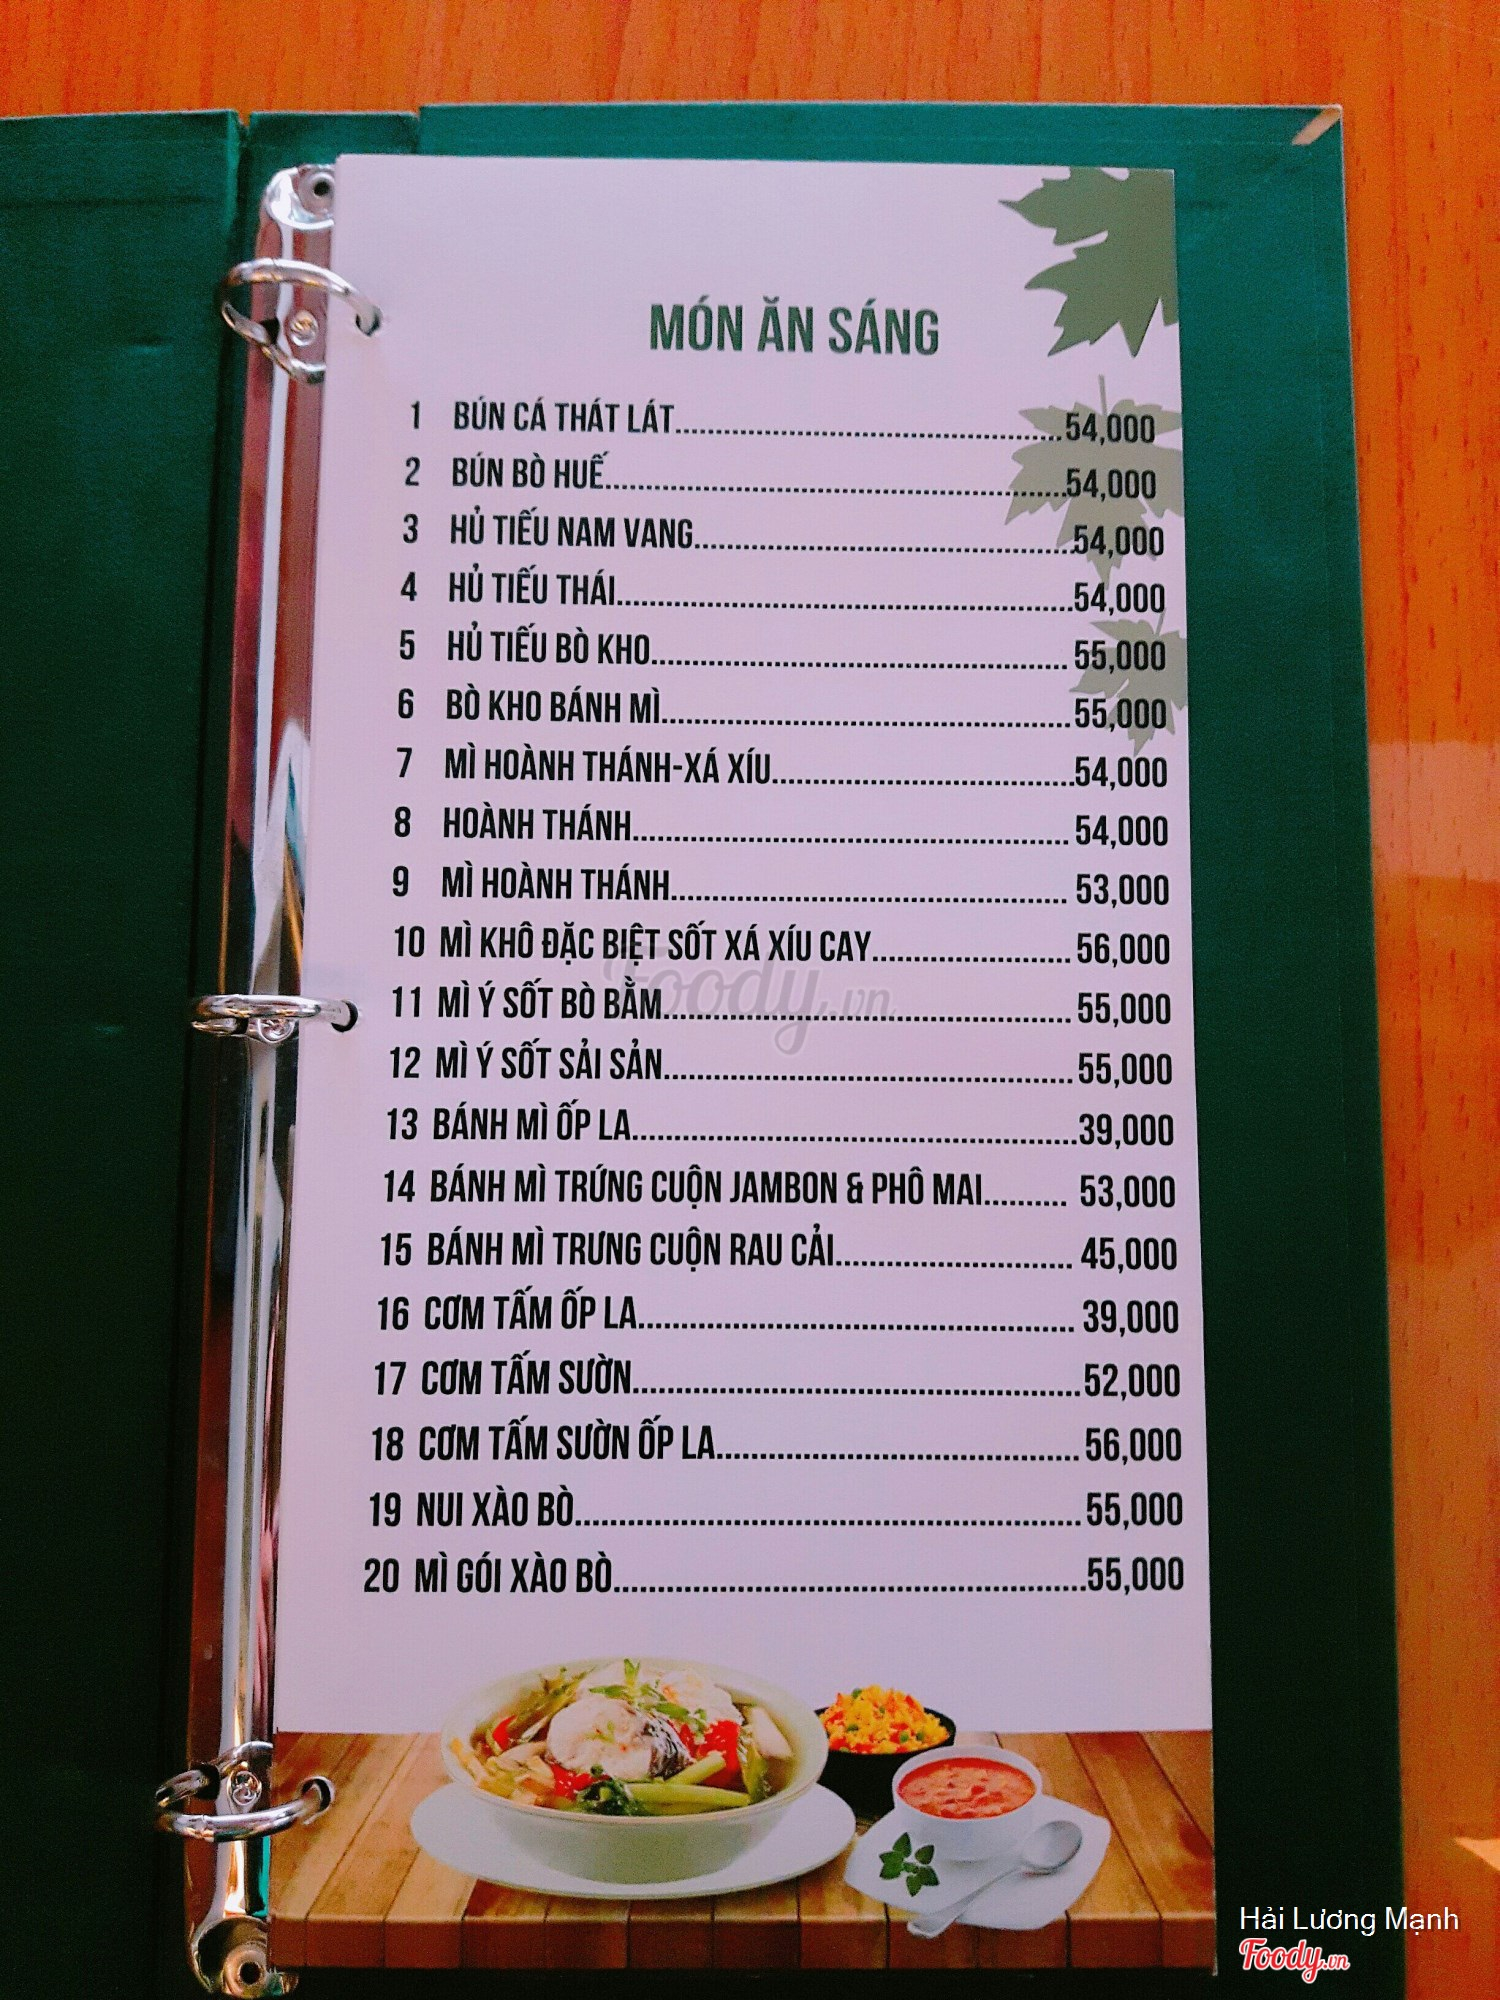 MÓN ĂN SÁNG
1 BÚN CÁ THÁT LÁT........54,000
2 BÚN BÒ HUẾ........54,000
3 HỦ TIẾU NAM VANG........54,000
4 HỦ TIẾU THÁI........54,000
5 HỦ TIẾU BÒ KHO........55,000
6 BÒ KHO BÁNH MÌ........55,000
7 MÌ HOÀNH THÁNH-XÁ XÍU........54,000
8 HOÀNH THÁNH........54,000
9 MÌ HOÀNH THÁNH........53,000
10 MÌ KHÔ ĐẶC BIỆT SỐT XÁ XÍU CAY........56,000
11 MÌ Ý SỐT BÒ BẰM........55,000
12 MÌ Ý SỐT SẢI SẢN........55,000
13 BÁNH MÌ ỐP LA........39,000
14 BÁNH MÌ TRỨNG CUỘN JAMBON & PHÔ MAI........53,000
15 BÁNH MÌ TRƯNG CUỘN RAU CẢI........45,000
16 CƠM TẤM ỐP LA........39,000
17 CƠM TẤM SƯỜN........52,000
18 CƠM TẤM SƯỜN ỐP LA........56,000
19 NUI XÀO BÒ........55,000
20 MÌ GÓI XÀO BÒ........55,000
Foody.vn
Hải Lương Mạnh
Foody.vn